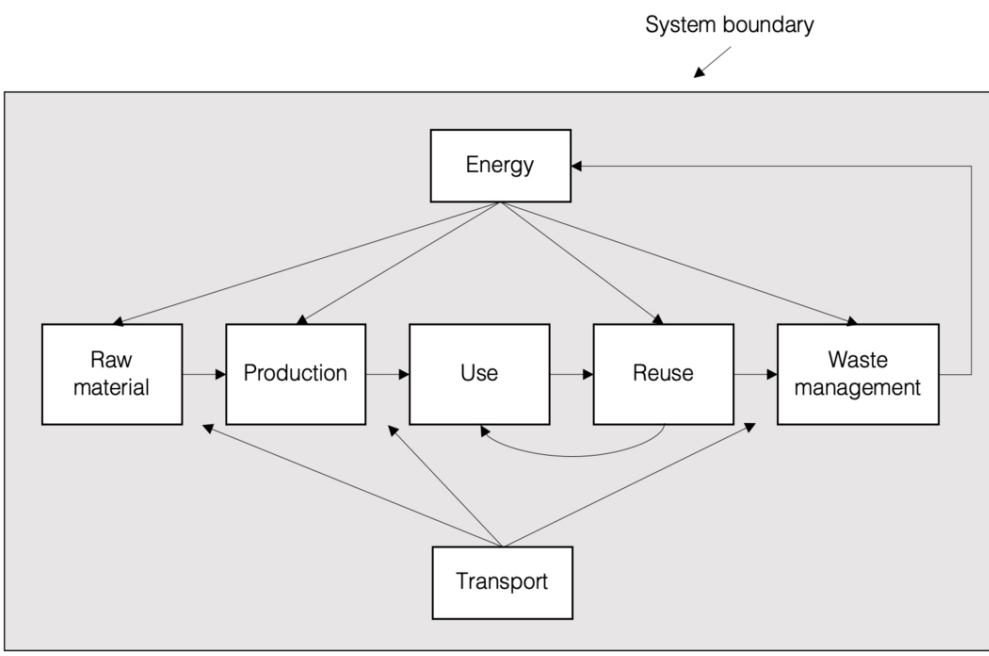 System boundary
Energy
Raw
material
Production
Use
Reuse
Waste
management
Transport